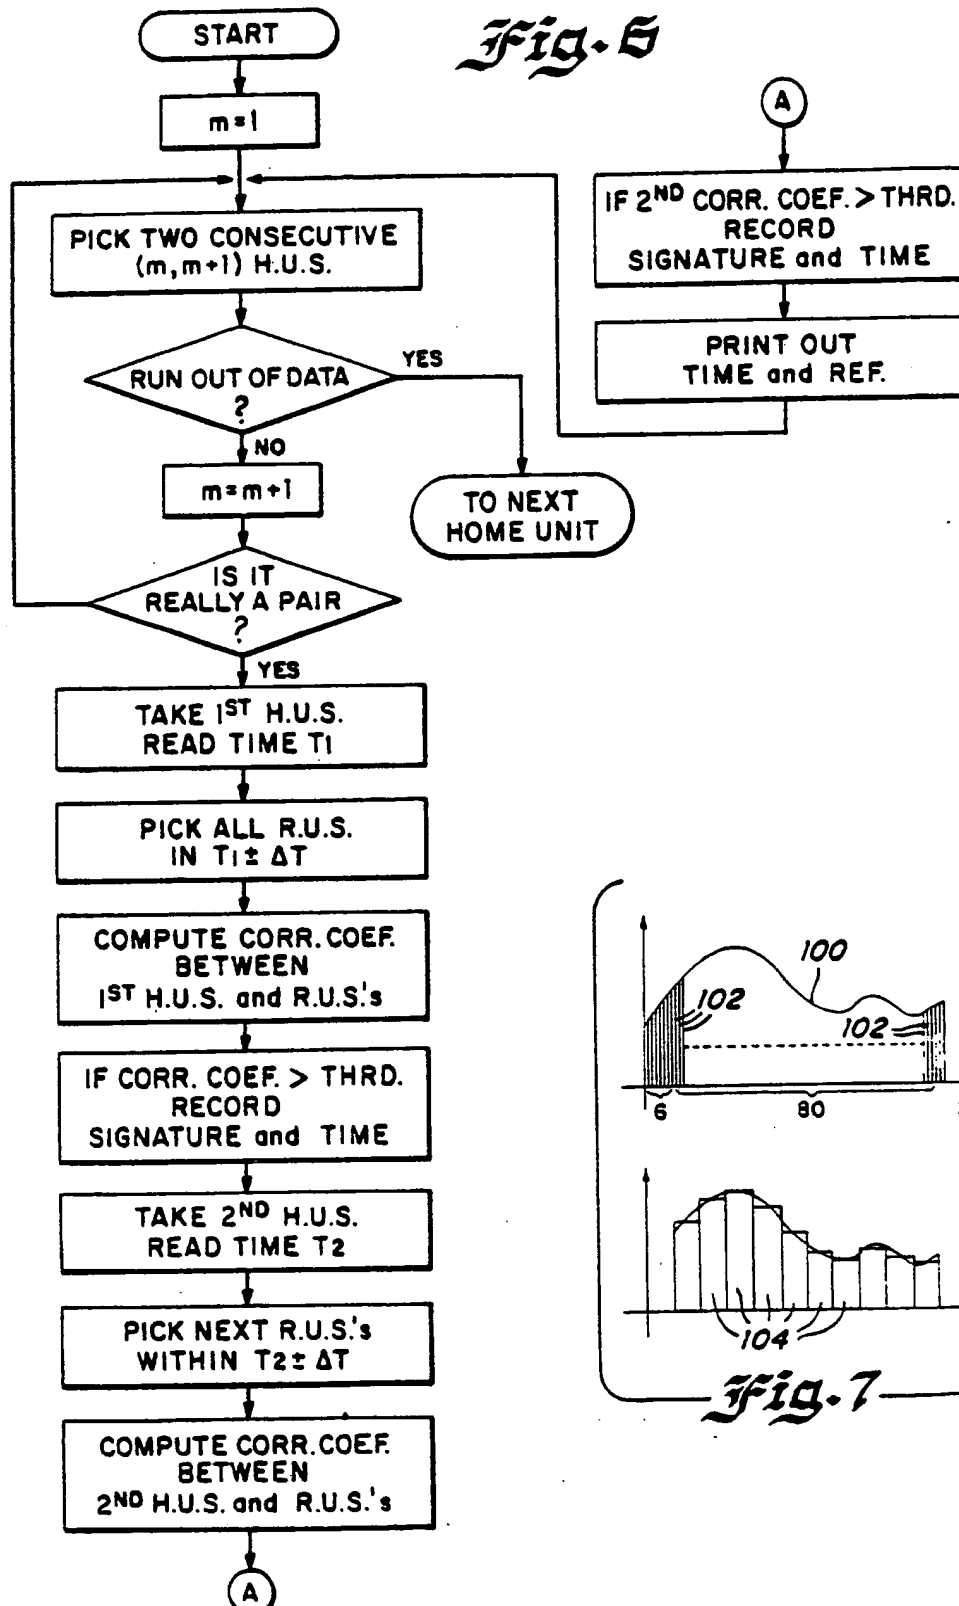 Fig. 6
START
m=1
PICK TWO CONSECUTIVE
(m, m+1) H.U.S.
RUN OUT OF DATA
?
YES
NO
TO NEXT
HOME UNIT
m=m+1
IS IT
REALLY A PAIR
?
YES
TAKE 1ST H.U.S.
READ TIME T1
PICK ALL R.U.S.
IN T1 ± ΔT
COMPUTE CORR. COEF.
BETWEEN
1ST H.U.S. and R.U.S.'s
IF CORR. COEF. > THRD.
RECORD
SIGNATURE and TIME
TAKE 2ND H.U.S.
READ TIME T2
PICK NEXT R.U.S.'s
WITHIN T2 ± ΔT
COMPUTE CORR. COEF.
BETWEEN
2ND H.U.S. and R.U.S.'s
A
A
IF 2ND CORR. COEF. > THRD.
RECORD
SIGNATURE and TIME
PRINT OUT
TIME and REF.
100
102
102
6
80
104
Fig. 7